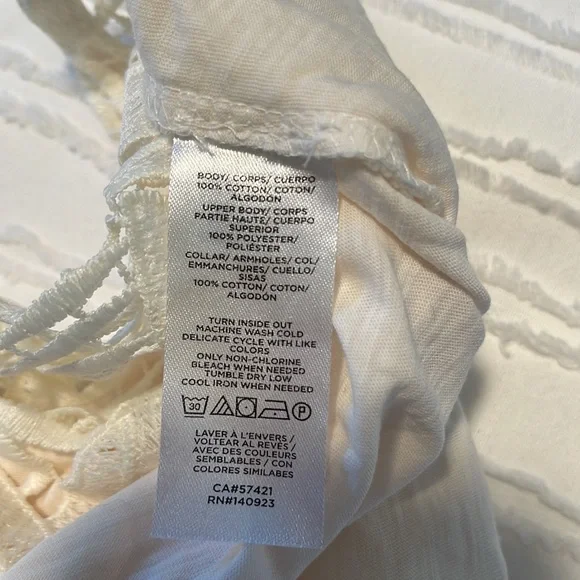 BODY/ CORPS/ CUERPO
100% COTTON/ COTON/
ALGODÓN
UPPER BODY/ CORPS
PARTIE HAUTE/ CUERPO
SUPERIOR
100% POLYESTER/
POLIÉSTER
COLLAR/ ARMHOLES/ COL/
EMMANCHURES/ CUELLO/
SISAS
100% COTTON/ COTON/
ALGODÓN
TURN INSIDE OUT
MACHINE WASH COLD
DELICATE CYCLE WITH LIKE
COLORS
ONLY NON-CHLORINE
BLEACH WHEN NEEDED
TUMBLE DRY LOW
COOL IRON WHEN NEEDED
30 P
LAVER À L'ENVERS /
VOLTEAR AL REVÉS /
AVEC DES COULEURS
SEMBLABLES / CON
COLORES SIMILABES
CA#57421
RN#140923